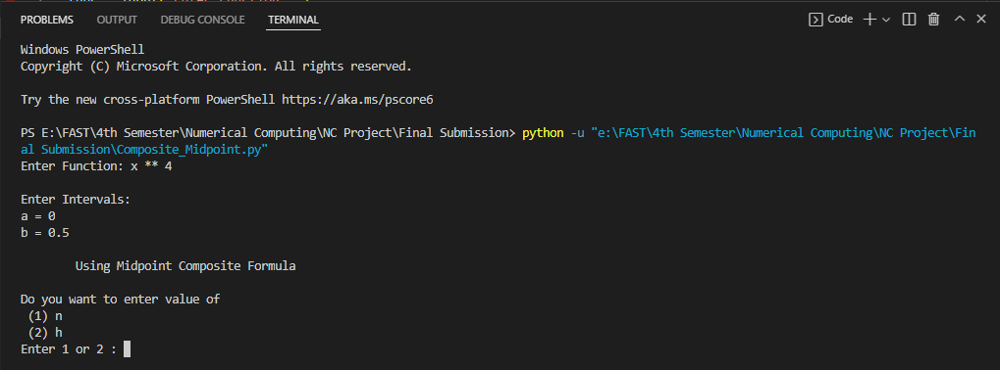 PROBLEMS OUTPUT DEBUG CONSOLE TERMINAL Code
Windows PowerShell
Copyright (C) Microsoft Corporation. All rights reserved.
Try the new cross-platform PowerShell https://aka.ms/pscore6
PS E:\FAST\4th Semester\Numerical Computing\NC Project\Final Submission> python -u "e:\FAST\4th Semester\Numerical Computing\NC Project\Fin
al Submission\Composite_Midpoint.py"
Enter Function: x ** 4
Enter Intervals:
a = 0
b = 0.5
Using Midpoint Composite Formula
Do you want to enter value of
(1) n
(2) h
Enter 1 or 2 :